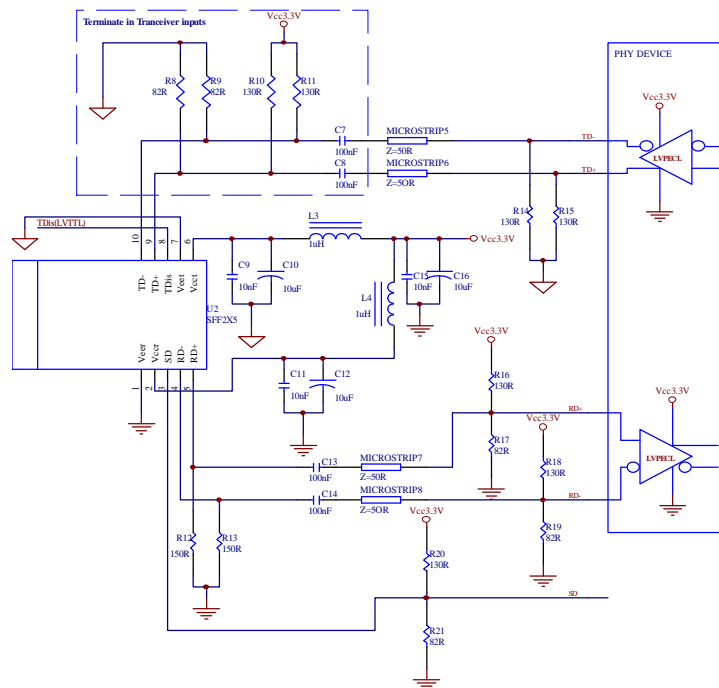 Vcc3.3V
Terminate in Tranceiver inputs
PHY DEVICE
R8
82R
R9
82R
R10
130R
R11
130R
Vcc3.3V
C7
100nF
MICROSTRIP5
Z=50R
TD-
LVPECL
C8
100nF
MICROSTRIP6
Z=5OR
TD+
R14
130R
R15
130R
TDis(LVTTL)
L3
1uH
Vcc3.3V
10
9
8
7
6
TD-
TD+
TDis
Veet
Vcct
C9
10nF
C10
10uF
C15
10nF
C16
10uF
L4
1uH
U2
SFF2X5
Veer
Vccr
SD
RD-
RD+
1
2
3
4
5
C11
10nF
C12
10uF
Vcc3.3V
R16
130R
Vcc3.3V
Vcc3.3V
RD+
R17
82R
LVPECL
C13
100nF
MICROSTRIP7
Z=50R
R18
130R
C14
100nF
MICROSTRIP8
Z=5OR
RD-
Vcc3.3V
R12
150R
R13
150R
R19
82R
R20
130R
SD
R21
82R